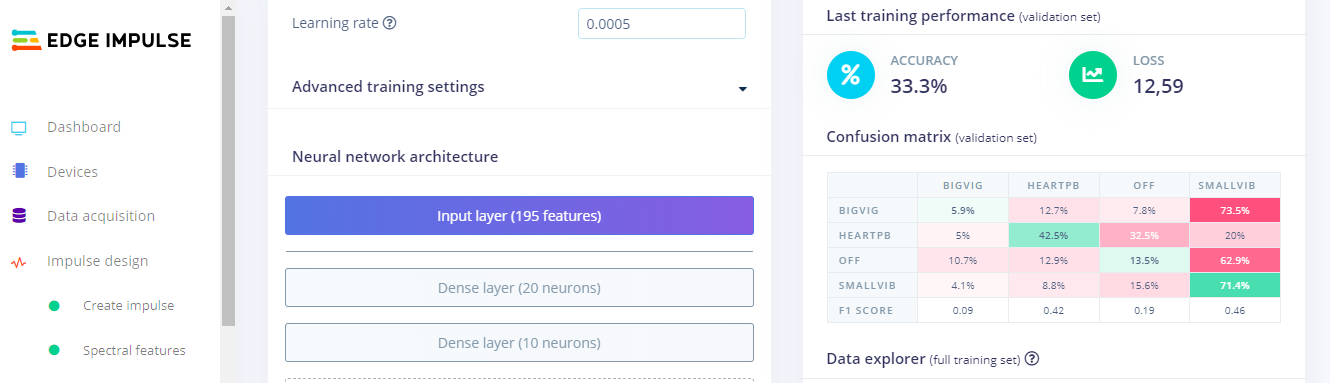 EDGE IMPULSE
Dashboard
Devices
Data acquisition
Impulse design
Create impulse
Spectral features
Learning rate
0.0005
Advanced training settings
Neural network architecture
Input layer (195 features)
Dense layer (20 neurons)
Dense layer (10 neurons)
Last training performance (validation set)
% ACCURACY
33.3%
LOSS
12,59
Confusion matrix (validation set)
BIGVIG HEARTPB OFF SMALLVIB
BIGVIG 5.9% 12.7% 7.8% 73.5%
HEARTPB 5% 42.5% 32.5% 20%
OFF 10.7% 12.9% 13.5% 62.9%
SMALLVIB 4.1% 8.8% 15.6% 71.4%
F1 SCORE 0.09 0.42 0.19 0.46
Data explorer (full training set)